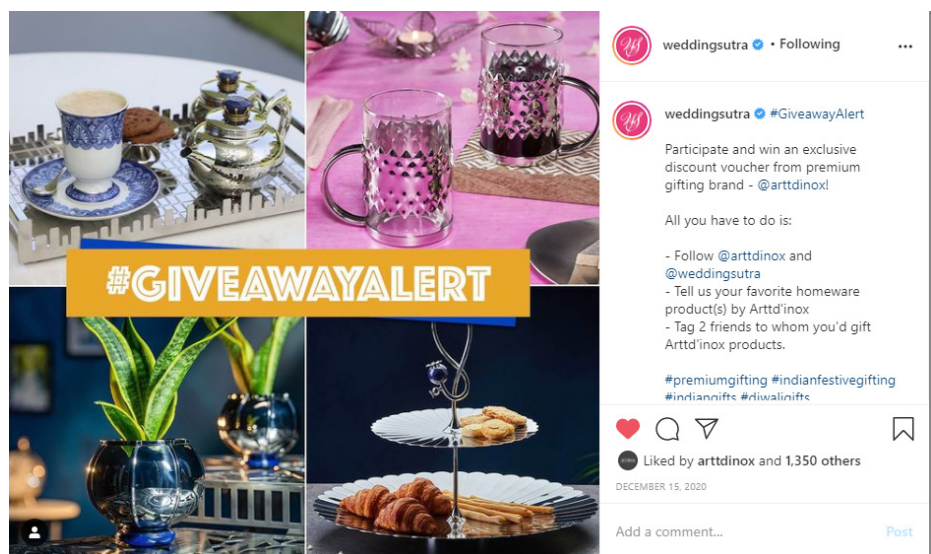 #GIVEAWAYALERT
weddingsutra • Following
weddingsutra #GiveawayAlert
Participate and win an exclusive
discount voucher from premium
gifting brand - @arttdinox!
All you have to do is:
- Follow @arttdinox and
@weddingsutra
- Tell us your favorite homeware
product(s) by Arttd'inox
- Tag 2 friends to whom you'd gift
Arttd'inox products.
#premiumgifting #indianfestivegifting
#indiangifts #diwaligifts
Liked by arttdinox and 1,350 others
DECEMBER 15, 2020
Add a comment... Post